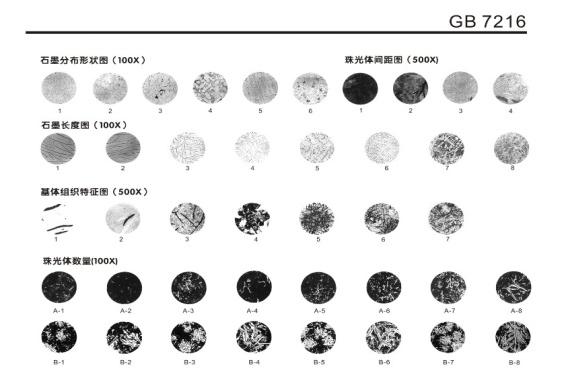 GB 7216
石墨分布形状图（100X） 珠光体间距图（500X)
1 2 3 4 5 6 1 2 3 4
石墨长度图（100X）
1 2 3 4 5 6 7 8
基体组织特征图（500X）
1 2 3 4 5 6 7
珠光体数量(100X)
A-1 A-2 A-3 A-4 A-5 A-6 A-7 A-8
B-1 B-2 B-3 B-4 B-5 B-6 B-7 B-8